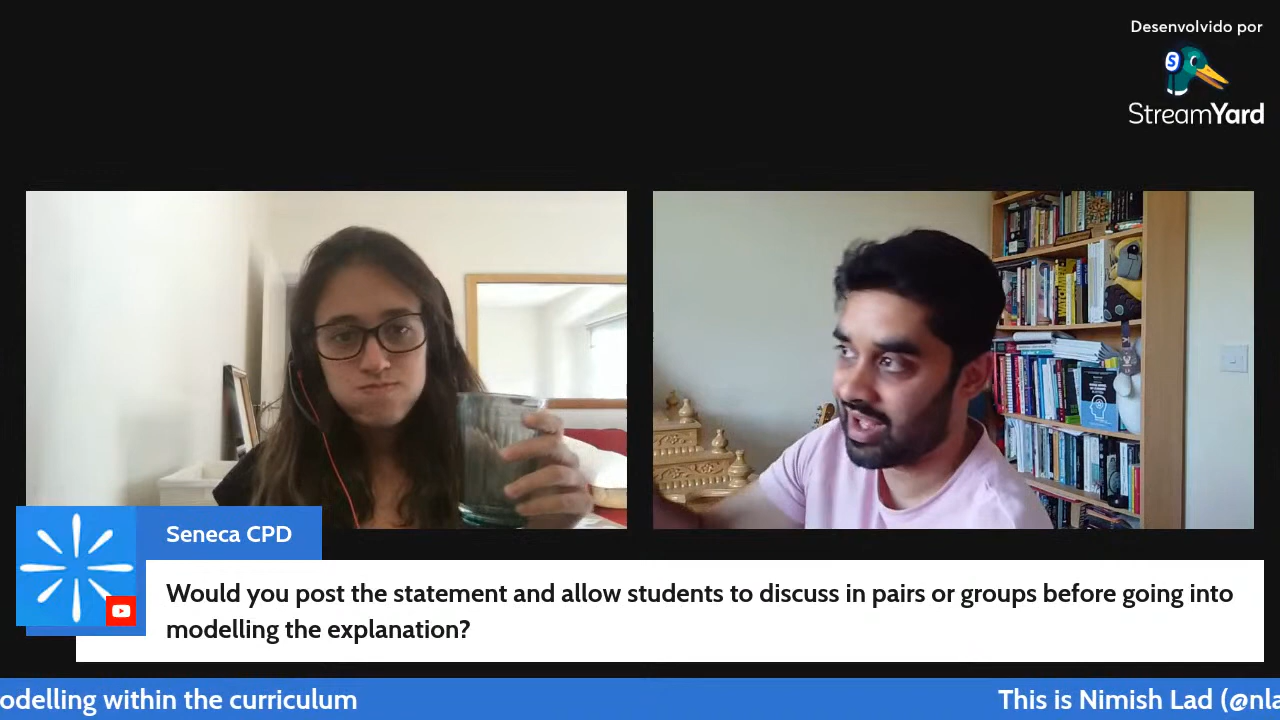 Desenvolvido por
S
StreamYard
Seneca CPD
Would you post the statement and allow students to discuss in pairs or groups before going into
modelling the explanation?
odelling within the curriculum
This is Nimish Lad (@nla